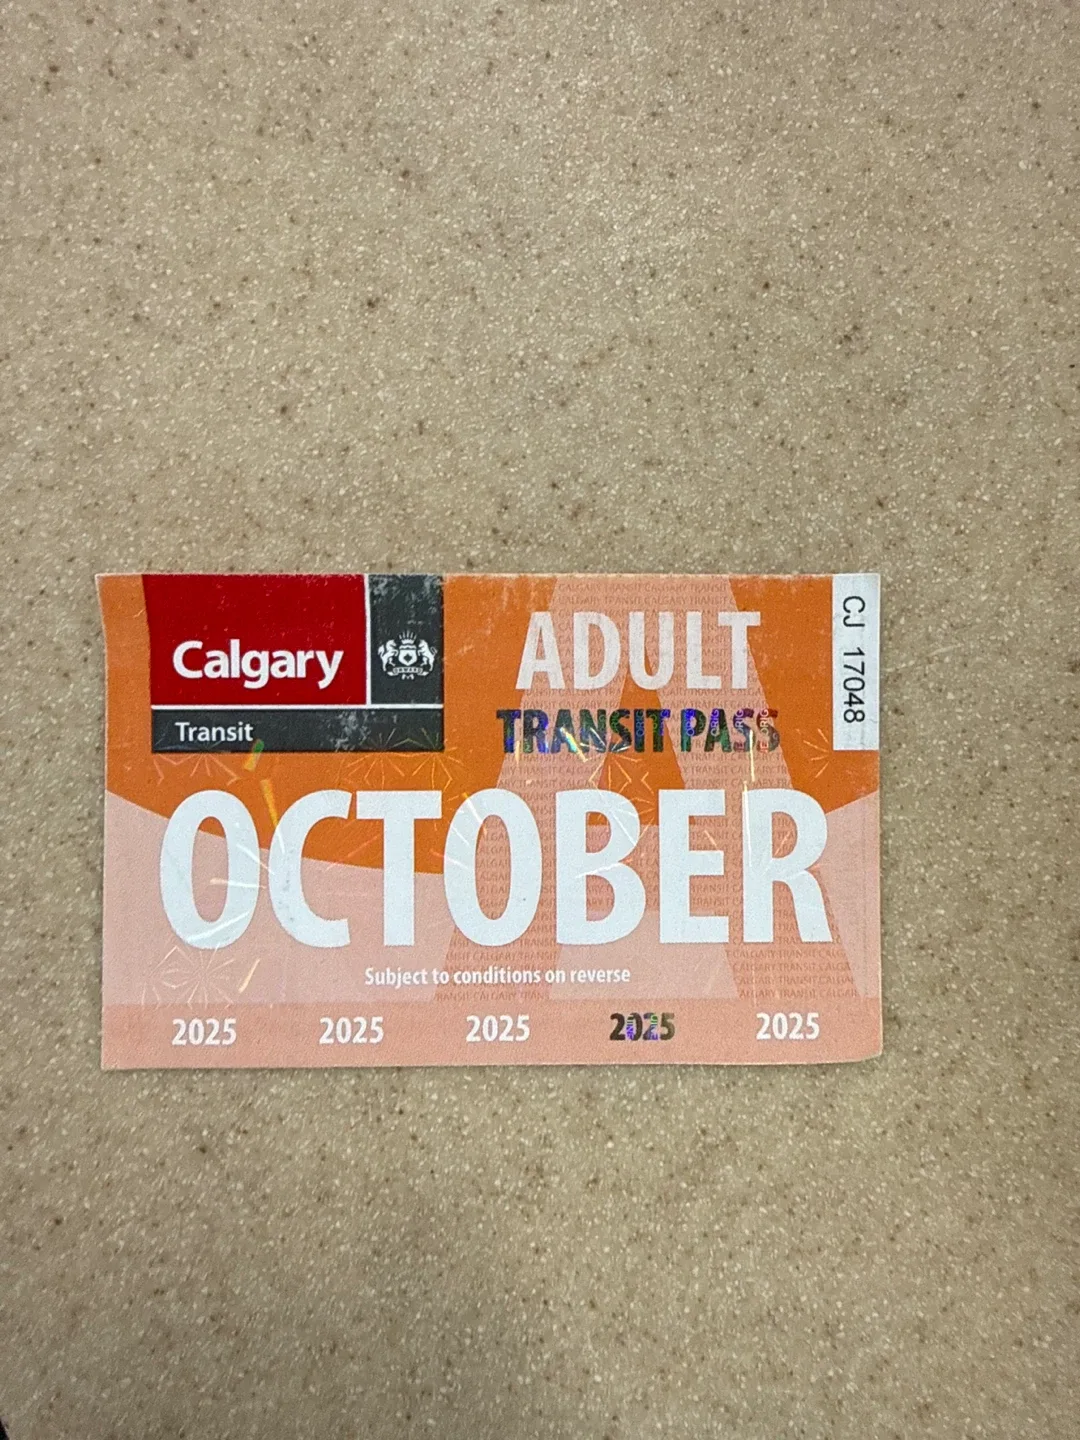 Calgary
Transit
ADULT
TRANSIT PASS
CJ 17048
OCTOBER
Subject to conditions on reverse
2025 2025 2025 2025 2025